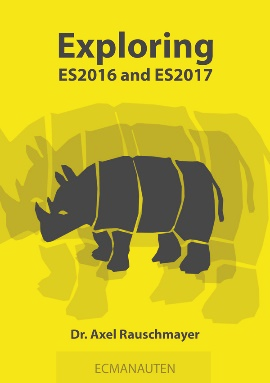 Exploring
ES2016 and ES2017
Dr. Axel Rauschmayer
ECMANAUTEN